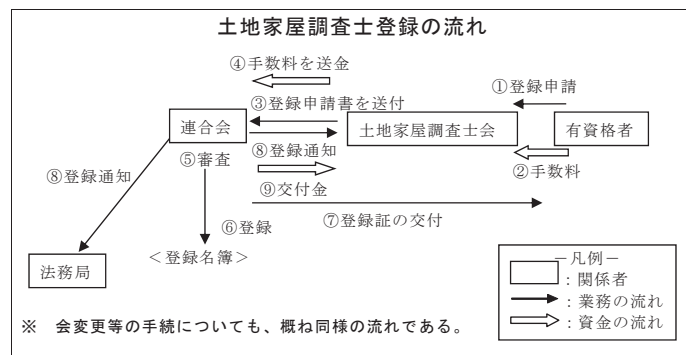 土地家屋調査士登録の流れ
④手数料を送金
①登録申請
③登録申請書を送付
連合会
土地家屋調査士会
有資格者
⑤審査
⑧登録通知
②手数料
⑧登録通知
⑨交付金
⑦登録証の交付
⑥登録
＜登録名簿＞
法務局
－凡例－
：関係者
：業務の流れ
：資金の流れ
※　会変更等の手続についても、概ね同様の流れである。